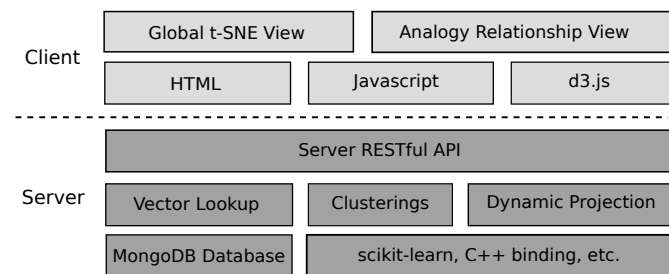 Client
Global t-SNE View
Analogy Relationship View
HTML
Javascript
d3.js
Server
Server RESTful API
Vector Lookup
Clusterings
Dynamic Projection
MongoDB Database
scikit-learn, C++ binding, etc.